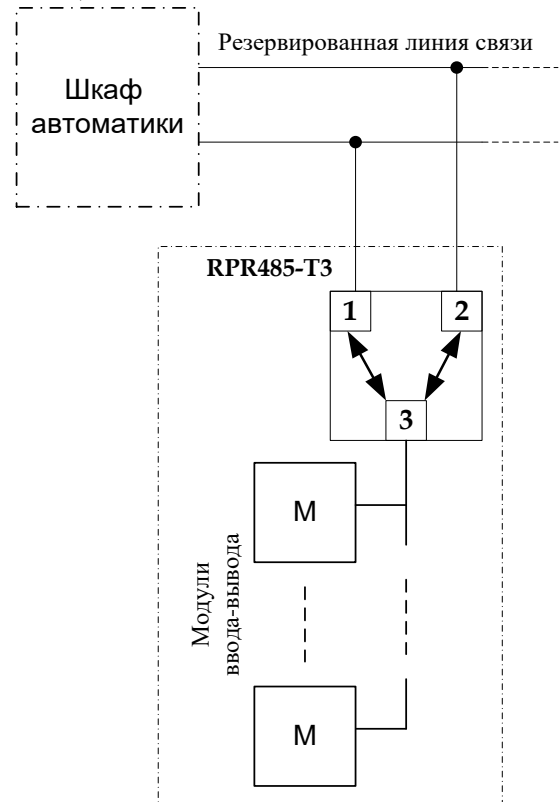 Резервированная линия связи
Шкаф
автоматики
RPR485-T3
1
2
3
М
Модули
ввода-вывода
М